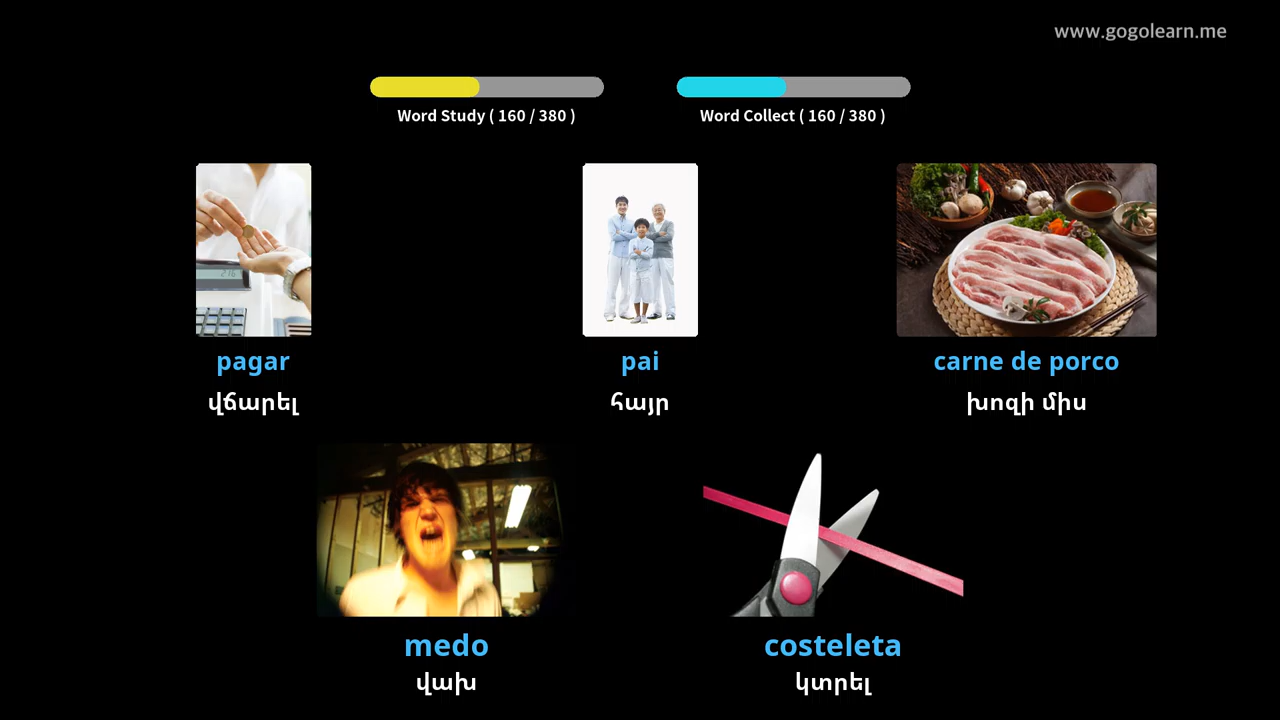 www.gogolearn.me
Word Study ( 160 / 380 )
Word Collect ( 160 / 380 )
pagar
վճարել
pai
հայր
carne de porco
խոզի միս
medo
վախ
costeleta
կտրել